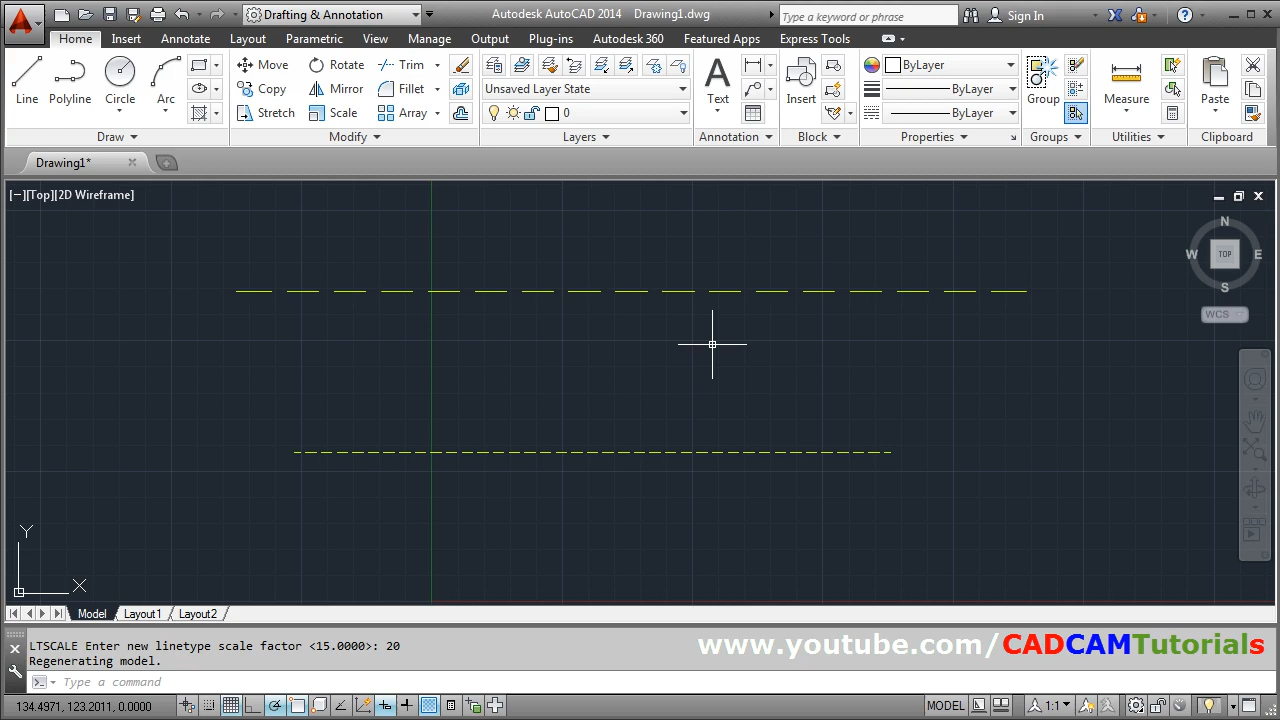 Drafting & Annotation
Autodesk AutoCAD 2014 Drawing1.dwg
Type a keyword or phrase
Sign In
Home Insert Annotate Layout Parametric View Manage Output Plug-ins Autodesk 360 Featured Apps Express Tools
Line Polyline Circle Arc
Draw
Move Rotate Trim
Copy Mirror Fillet
Stretch Scale Array
Modify
Unsaved Layer State
0
Layers
Text
Annotation
Insert
Block
ByLayer
ByLayer
ByLayer
Properties
Group
Groups
Measure
Utilities
Paste
Clipboard
Drawing1*
[−][Top][2D Wireframe]
N
W TOP E
S
WCS
Y
X
Model Layout1 Layout2
LTSCALE Enter new linetype scale factor <15.0000>: 20
Regenerating model.
Type a command
www.youtube.com/CADCAMTutorials
134.4971, 123.2011, 0.0000
MODEL
1:1